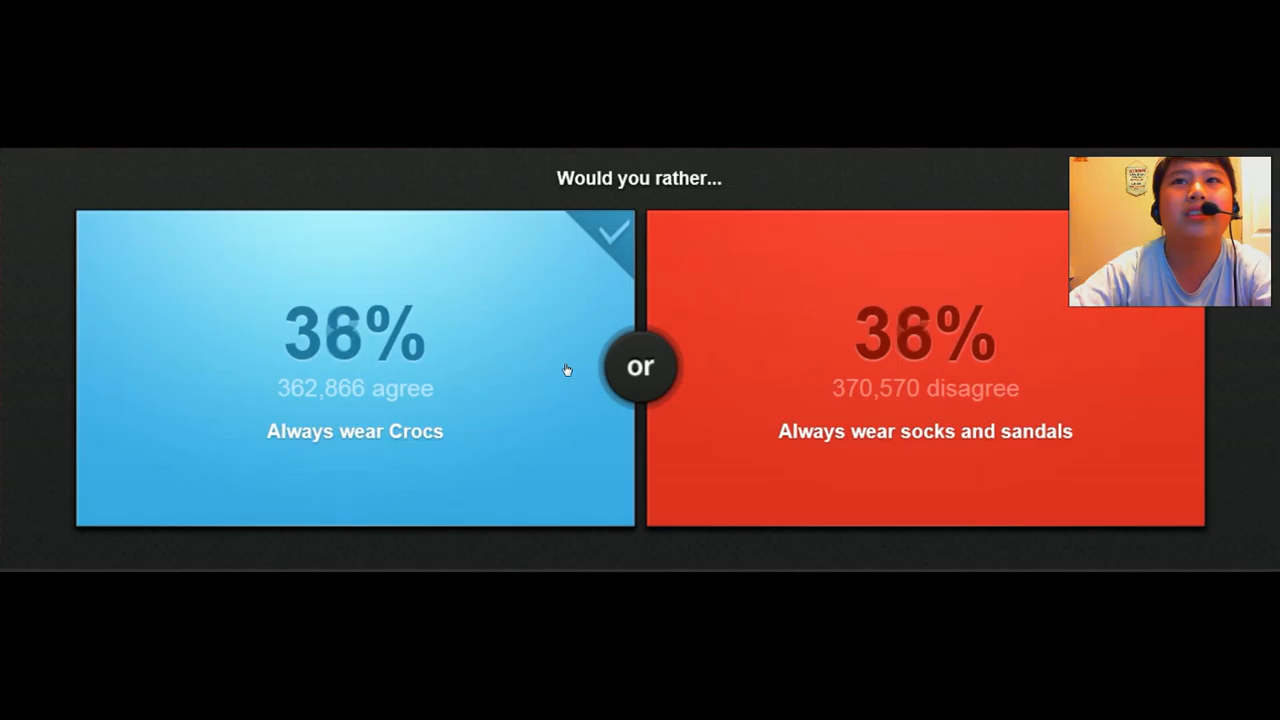 Would you rather...
36%
362,866 agree
Always wear Crocs
or
36%
370,570 disagree
Always wear socks and sandals